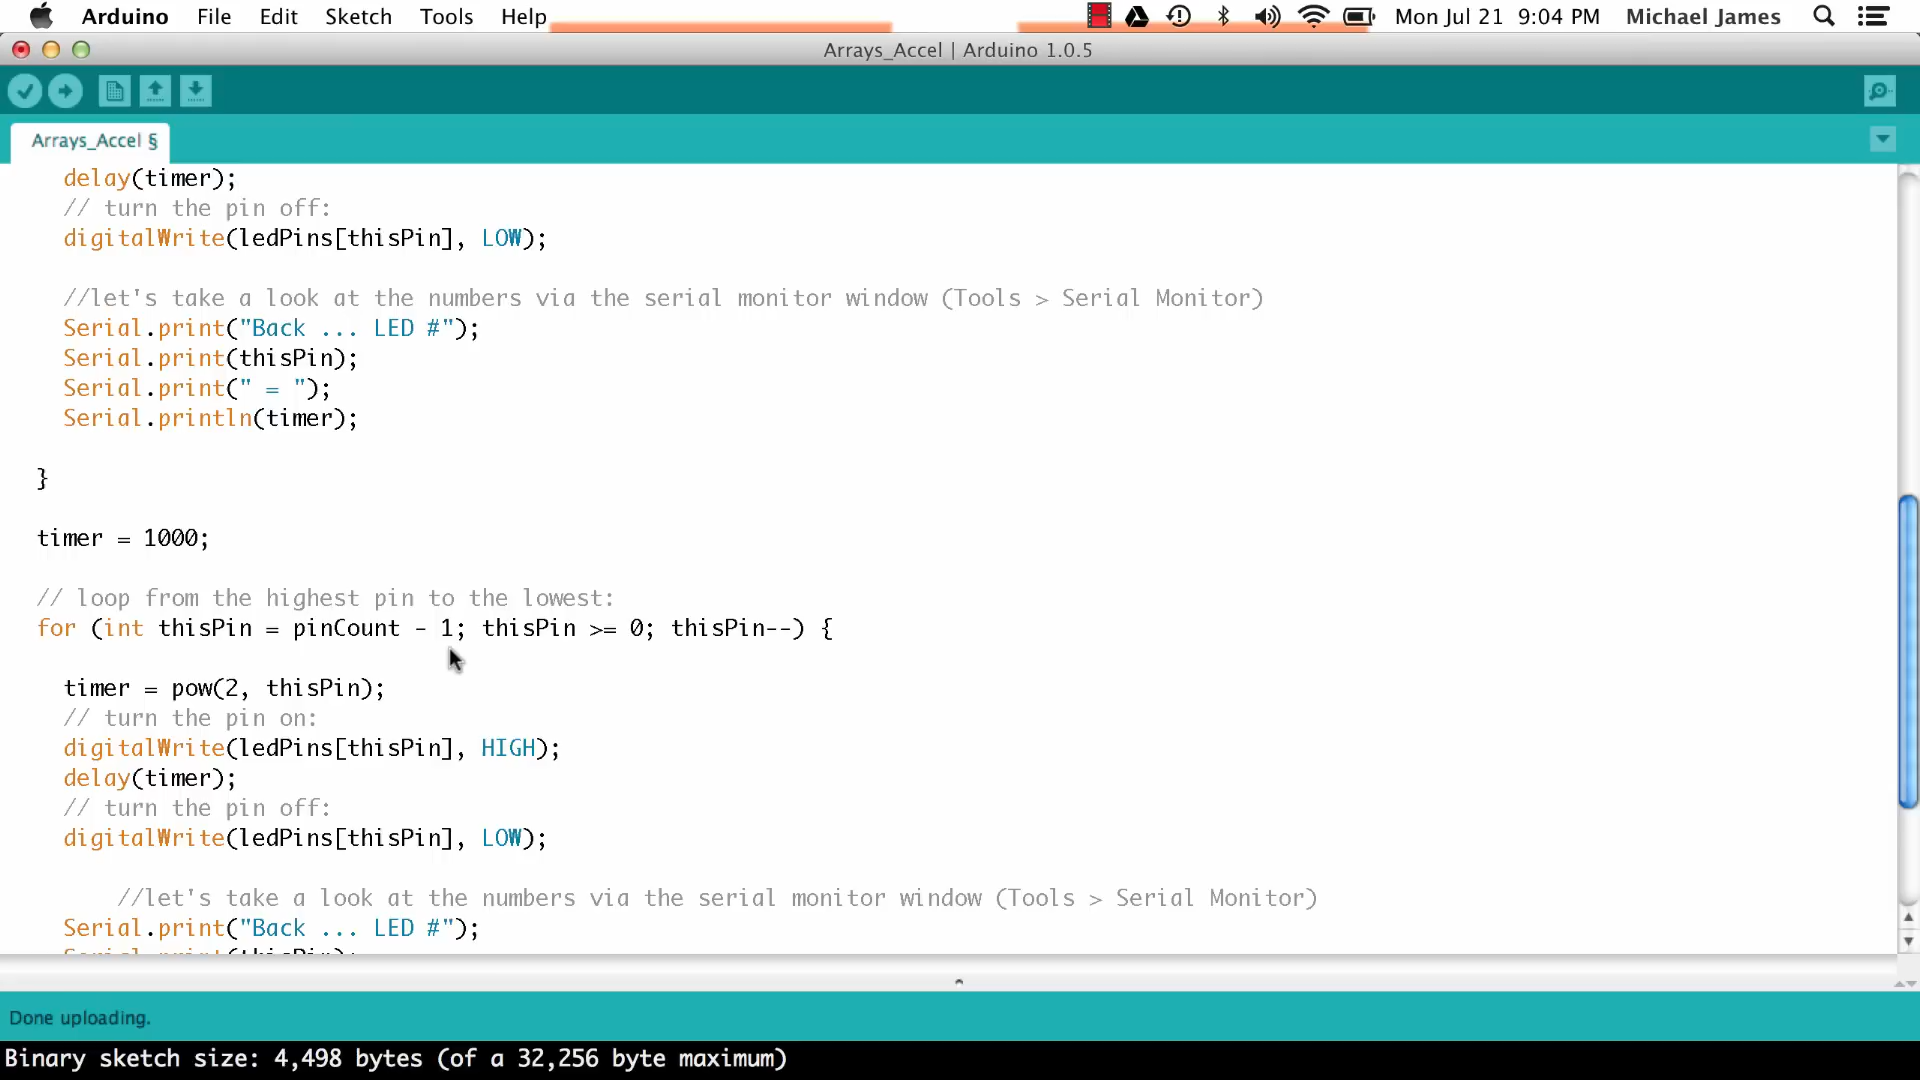 Arduino File Edit Sketch Tools Help Mon Jul 21 9:04 PM Michael James
Arrays_Accel | Arduino 1.0.5
Arrays_Accel §
delay(timer);
// turn the pin off:
digitalWrite(ledPins[thisPin], LOW);
//let's take a look at the numbers via the serial monitor window (Tools > Serial Monitor)
Serial.print("Back ... LED #");
Serial.print(thisPin);
Serial.print(" = ");
Serial.println(timer);
}
timer = 1000;
// loop from the highest pin to the lowest:
for (int thisPin = pinCount - 1; thisPin >= 0; thisPin--) {
timer = pow(2, thisPin);
// turn the pin on:
digitalWrite(ledPins[thisPin], HIGH);
delay(timer);
// turn the pin off:
digitalWrite(ledPins[thisPin], LOW);
//let's take a look at the numbers via the serial monitor window (Tools > Serial Monitor)
Serial.print("Back ... LED #");
Serial.print(thisPin);
Done uploading.
Binary sketch size: 4,498 bytes (of a 32,256 byte maximum)